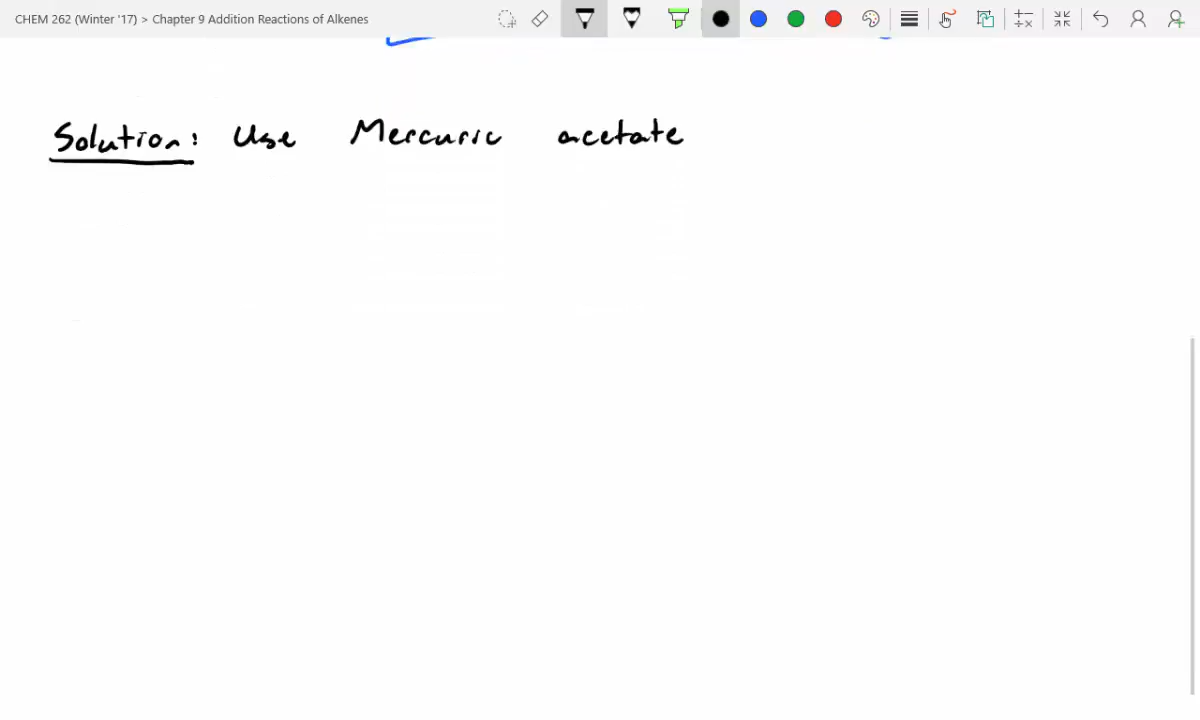 CHEM 262 (Winter '17) > Chapter 9 Addition Reactions of Alkenes
Solution: Use Mercuric acetate